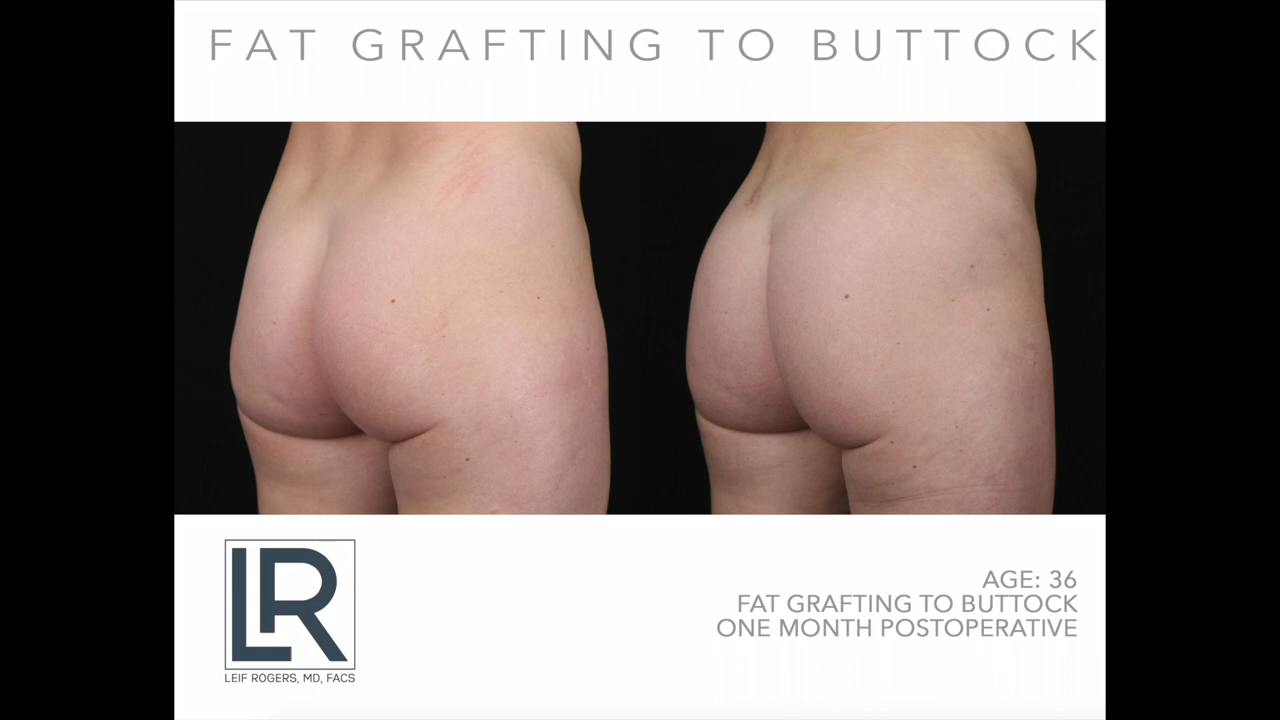 FAT GRAFTING TO BUTTOCK
LR
LEIF ROGERS, MD, FACS
AGE: 36
FAT GRAFTING TO BUTTOCK
ONE MONTH POSTOPERATIVE